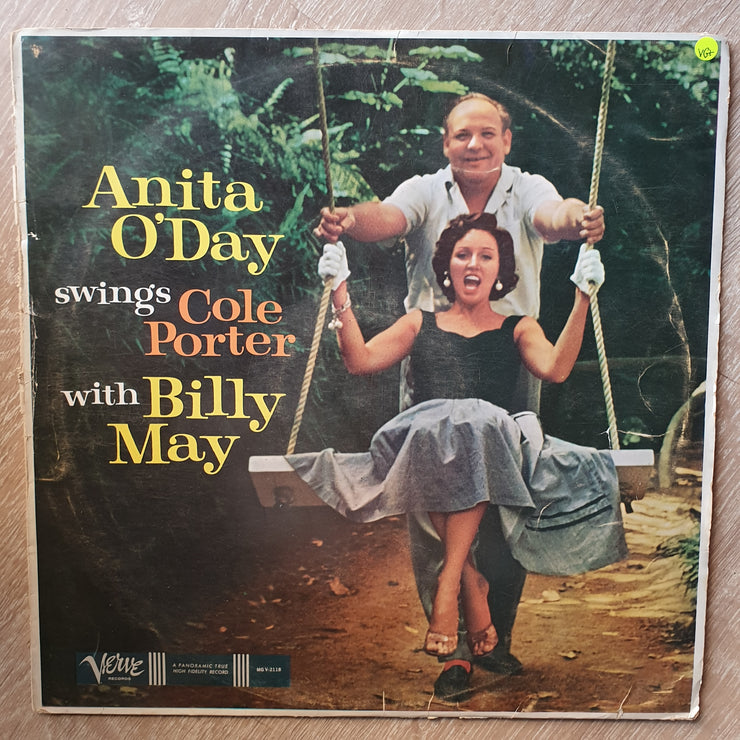 Anita
O'Day
swings Cole
Porter
with Billy
May
VG+
Verve
RECORDS
A PANORAMIC TRUE
HIGH FIDELITY RECORD
MG V-2118